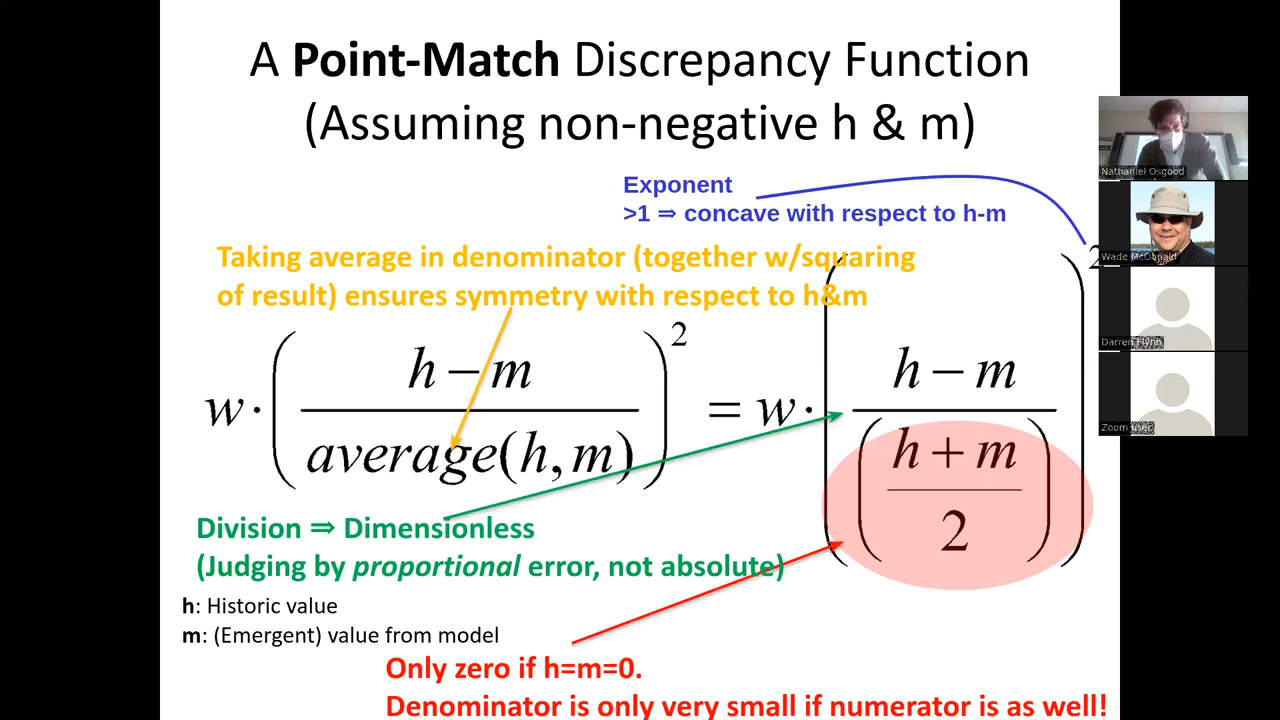 A Point-Match Discrepancy Function
(Assuming non-negative h & m)
Exponent
>1 ⇒ concave with respect to h-m
Taking average in denominator (together w/squaring
of result) ensures symmetry with respect to h&m
w·(h − m / average(h, m))² = w·(h − m / (h + m / 2))²
Division ⇒ Dimensionless
(Judging by proportional error, not absolute)
h: Historic value
m: (Emergent) value from model
Only zero if h=m=0.
Denominator is only very small if numerator is as well!
Nathaniel Osgood
Wade McDonald
Darren Flynn
Zoom user